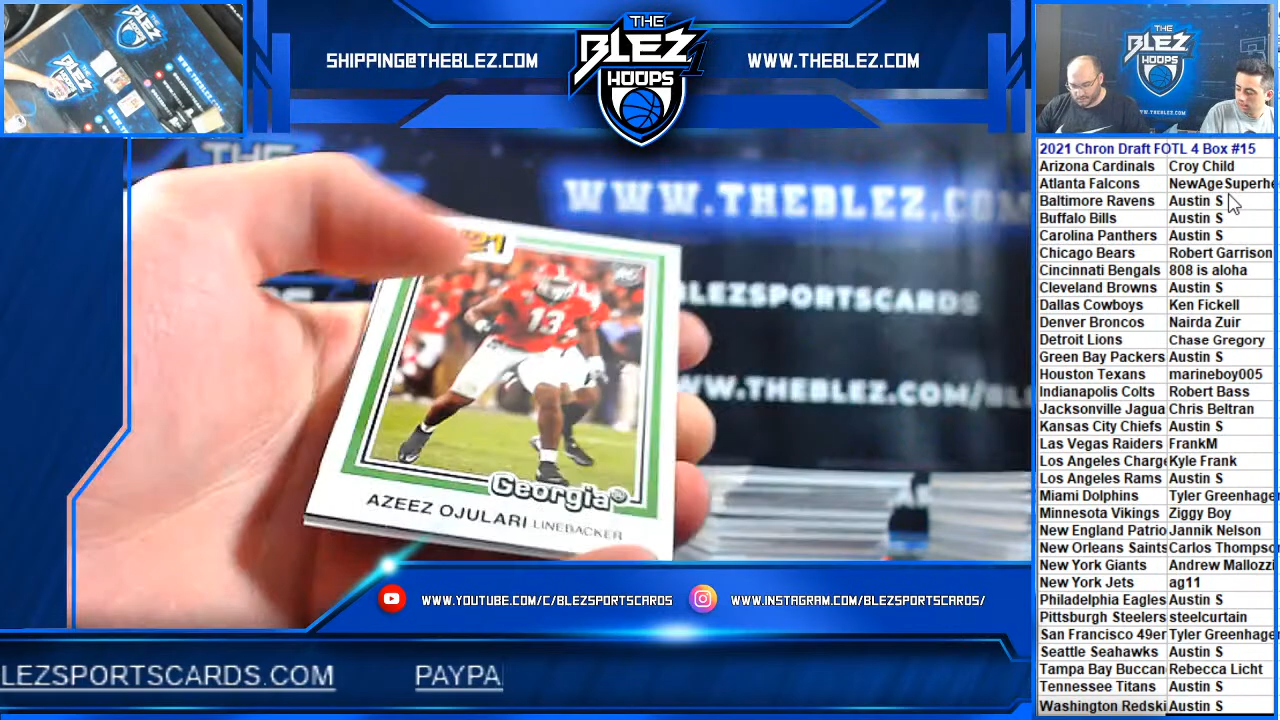 SHIPPING@THEBLEZ.COM
THE
BLEZ
HOOPS
1
WWW.THEBLEZ.COM
THE
BLEZ
HOOPS
WWW.THEBLEZ.COM
BLEZSPORTSCARDS
WWW.THEBLEZ.COM/BL
21
RC
13
Georgia
AZEEZ OJULARI LINEBACKER
2021 Chron Draft FOTL 4 Box #15
Arizona Cardinals Croy Child
Atlanta Falcons NewAgeSuperhe
Baltimore Ravens Austin S
Buffalo Bills Austin S
Carolina Panthers Austin S
Chicago Bears Robert Garrison
Cincinnati Bengals 808 is aloha
Cleveland Browns Austin S
Dallas Cowboys Ken Fickell
Denver Broncos Nairda Zuir
Detroit Lions Chase Gregory
Green Bay Packers Austin S
Houston Texans marineboy005
Indianapolis Colts Robert Bass
Jacksonville Jagua Chris Beltran
Kansas City Chiefs Austin S
Las Vegas Raiders FrankM
Los Angeles Charge Kyle Frank
Los Angeles Rams Austin S
Miami Dolphins Tyler Greenhage
Minnesota Vikings Ziggy Boy
New England Patrio Jannik Nelson
New Orleans Saints Carlos Thompso
New York Giants Andrew Mallozzi
New York Jets ag11
Philadelphia Eagles Austin S
Pittsburgh Steelers steelcurtain
San Francisco 49er Tyler Greenhage
Seattle Seahawks Austin S
Tampa Bay Buccan Rebecca Licht
Tennessee Titans Austin S
Washington Redski Austin S
WWW.YOUTUBE.COM/C/BLEZSPORTSCARDS
WWW.INSTAGRAM.COM/BLEZSPORTSCARDS/
LEZSPORTSCARDS.COM PAYPA